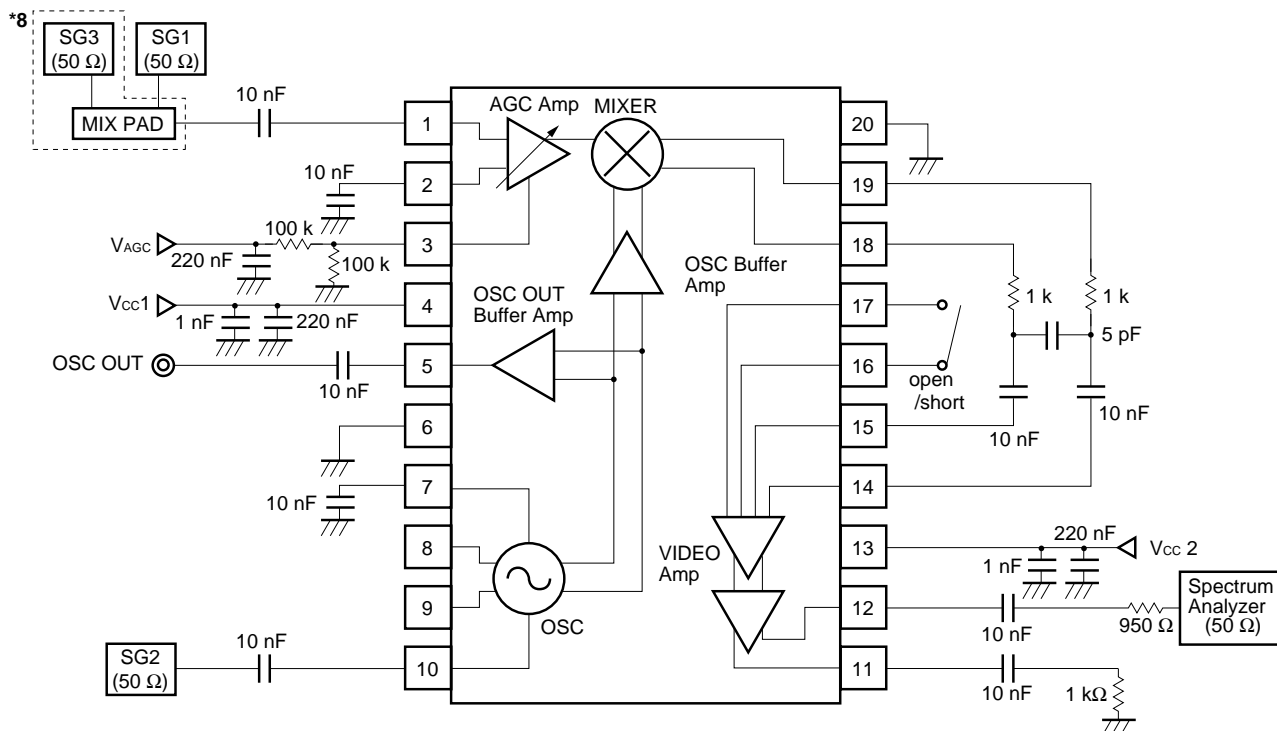 *8
SG3
(50 Ω)
SG1
(50 Ω)
MIX PAD
10 nF
1
AGC Amp
MIXER
20
10 nF
2
19
VAGC
100 k
220 nF
100 k
3
18
OSC Buffer
Amp
1 k
1 k
5 pF
VCC1
1 nF
220 nF
4
OSC OUT
Buffer Amp
17
OSC OUT
10 nF
5
16
open
/short
10 nF
10 nF
6
15
10 nF
7
14
8
VIDEO
Amp
13
1 nF
220 nF
VCC 2
9
OSC
12
10 nF
950 Ω
Spectrum
Analyzer
(50 Ω)
SG2
(50 Ω)
10 nF
10
11
10 nF
1 kΩ